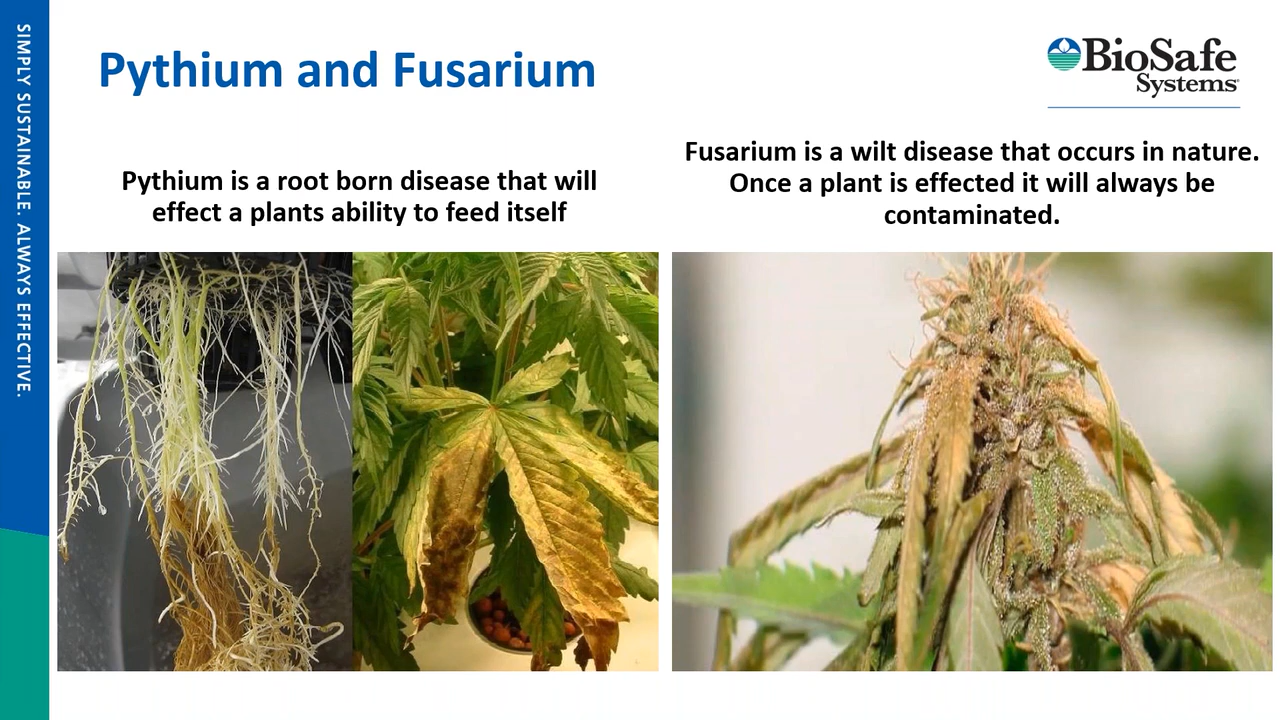 SIMPLY SUSTAINABLE. ALWAYS EFFECTIVE.
Pythium and Fusarium
BioSafe
Systems
Pythium is a root born disease that will
effect a plants ability to feed itself
Fusarium is a wilt disease that occurs in nature.
Once a plant is effected it will always be
contaminated.